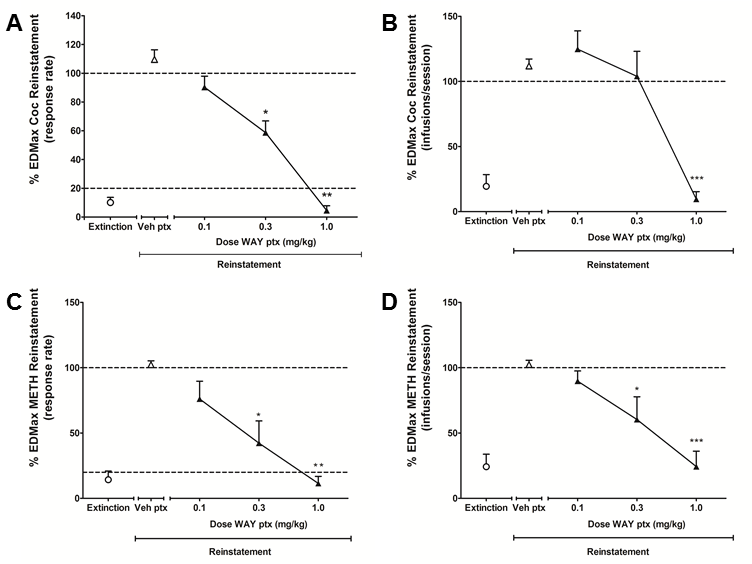 A
% EDMax Coc Reinstatement
(response rate)
140
120
100
80
60
40
20
0
*
**
Extinction Veh ptx 0.1 0.3 1.0
Dose WAY ptx (mg/kg)
Reinstatement
B
% EDMax Coc Reinstatement
(infusions/session)
150
100
50
0
***
Extinction Veh ptx 0.1 0.3 1.0
Dose WAY ptx (mg/kg)
Reinstatement
C
% EDMax METH Reinstatement
(response rate)
150
100
50
0
*
**
Extinction Veh ptx 0.1 0.3 1.0
Dose WAY ptx (mg/kg)
Reinstatement
D
% EDMax METH Reinstatement
(infusions/session)
150
100
50
0
*
***
Extinction Veh ptx 0.1 0.3 1.0
Dose WAY ptx (mg/kg)
Reinstatement